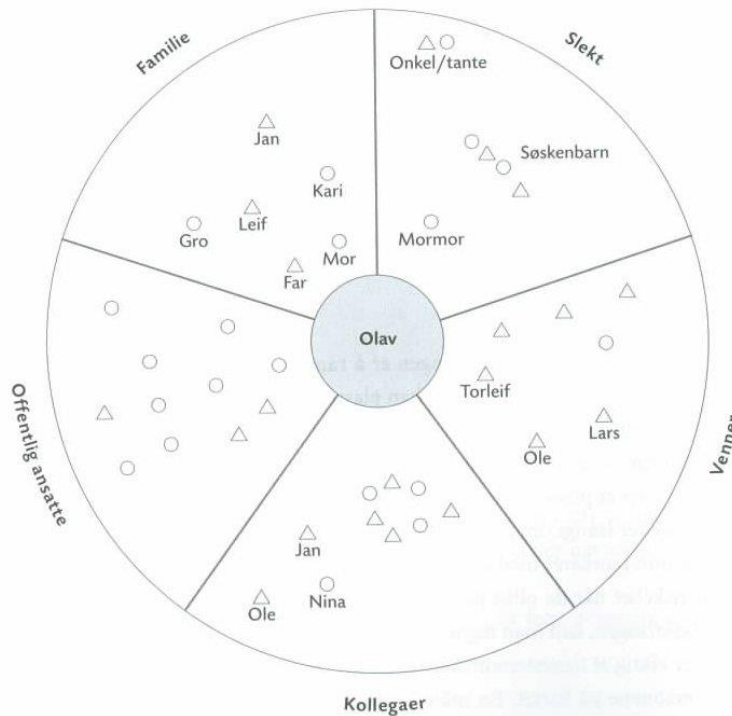 Familie
Slekt
Onkel/tante
Jan
Søskenbarn
Kari
Leif
Gro
Mormor
Mor
Far
Olav
Torleif
Lars
Ole
Venner
Offentlig ansatte
Jan
Ole
Nina
Kollegaer